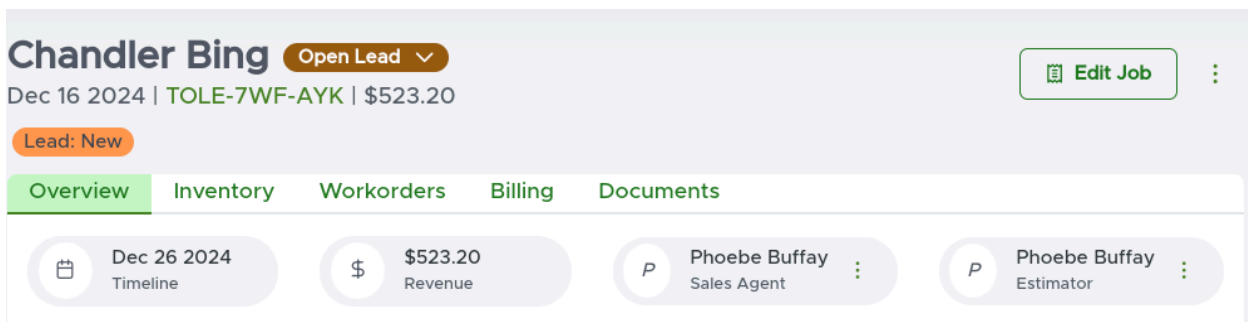 Chandler Bing Open Lead
Dec 16 2024 | TOLE-7WF-AYK | $523.20
Edit Job
Lead: New
Overview Inventory Workorders Billing Documents
Dec 26 2024
Timeline
$
$523.20
Revenue
P
Phoebe Buffay
Sales Agent
P
Phoebe Buffay
Estimator